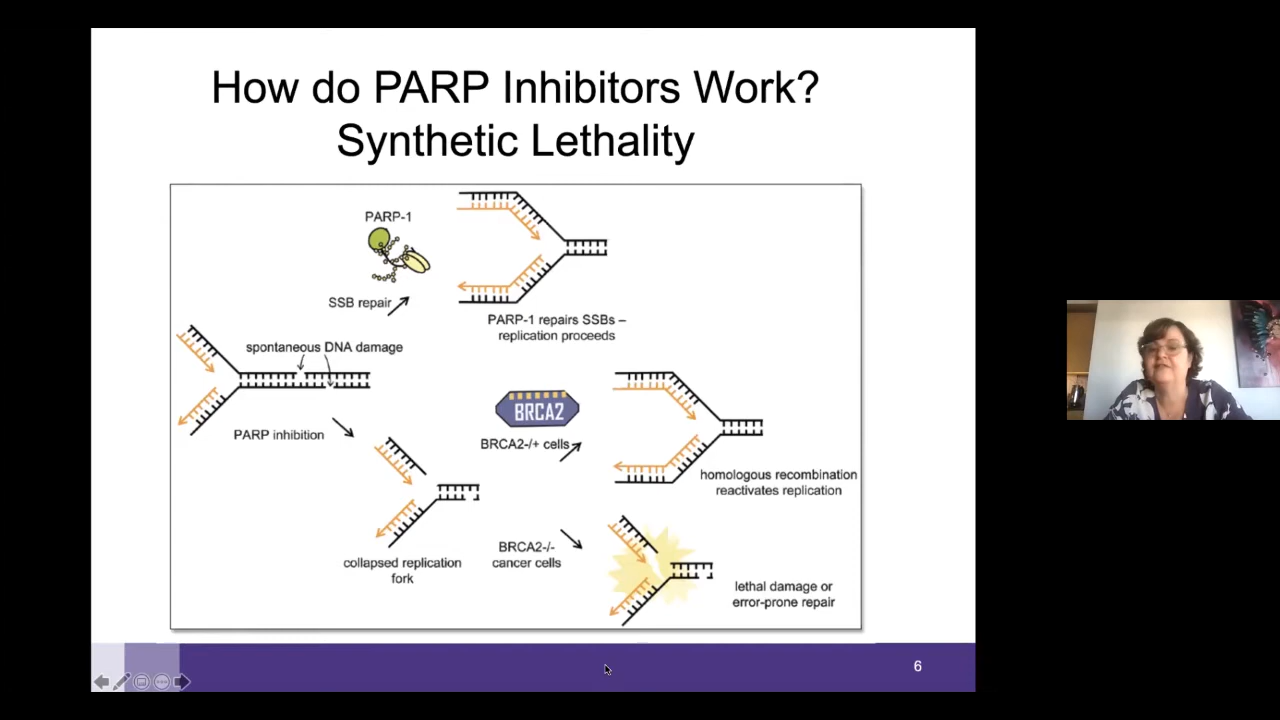 How do PARP Inhibitors Work?
Synthetic Lethality
PARP-1
SSB repair
PARP-1 repairs SSBs –
replication proceeds
spontaneous DNA damage
PARP inhibition
BRCA2
BRCA2-/+ cells
homologous recombination
reactivates replication
collapsed replication
fork
BRCA2-/-
cancer cells
lethal damage or
error-prone repair
6